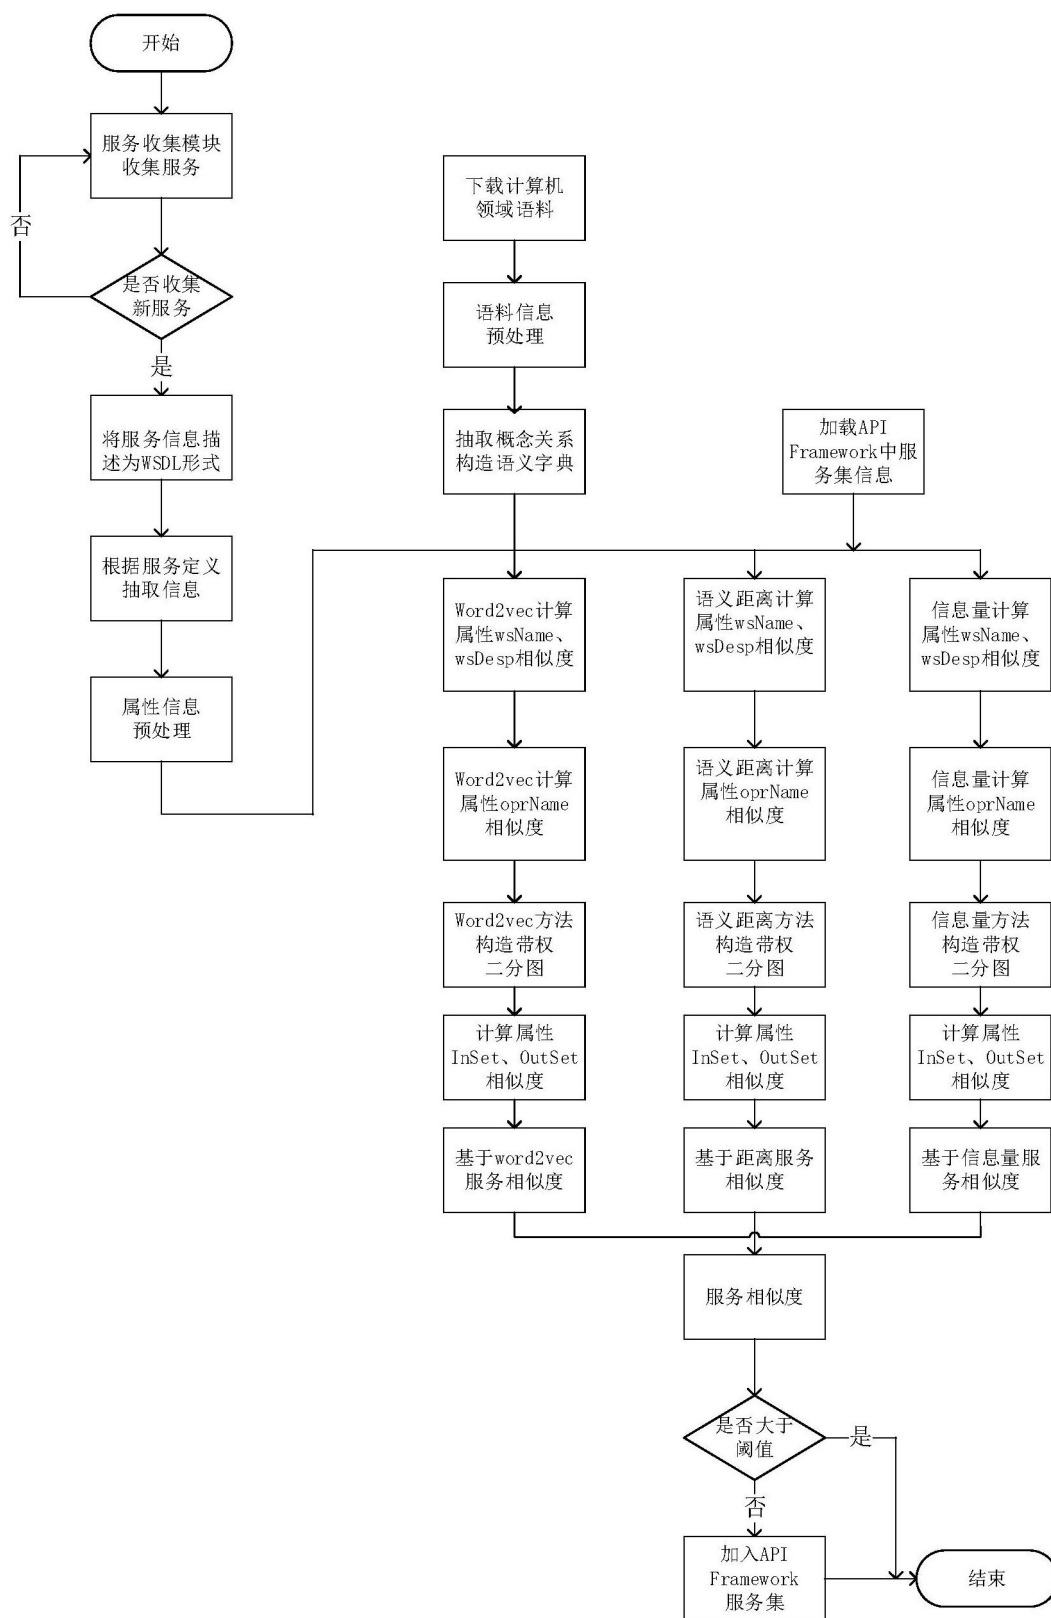 开始
服务收集模块
收集服务
否
是否收集
新服务
是
将服务信息描
述为WSDL形式
根据服务定义
抽取信息
属性信息
预处理
下载计算机
领域语料
语料信息
预处理
抽取概念关系
构造语义字典
加载API
Framework中服
务集信息
Word2vec计算
属性wsName、
wsDesp相似度
Word2vec计算
属性oprName
相似度
Word2vec方法
构造带权
二分图
计算属性
InSet、OutSet
相似度
基于word2vec
服务相似度
语义距离计算
属性wsName、
wsDesp相似度
语义距离计算
属性oprName
相似度
语义距离方法
构造带权
二分图
计算属性
InSet、OutSet
相似度
基于距离服务
相似度
信息量计算
属性wsName、
wsDesp相似度
信息量计算
属性oprName
相似度
信息量方法
构造带权
二分图
计算属性
InSet、OutSet
相似度
基于信息量服
务相似度
服务相似度
是否大于
阈值
是
否
加入API
Framework
服务集
结束